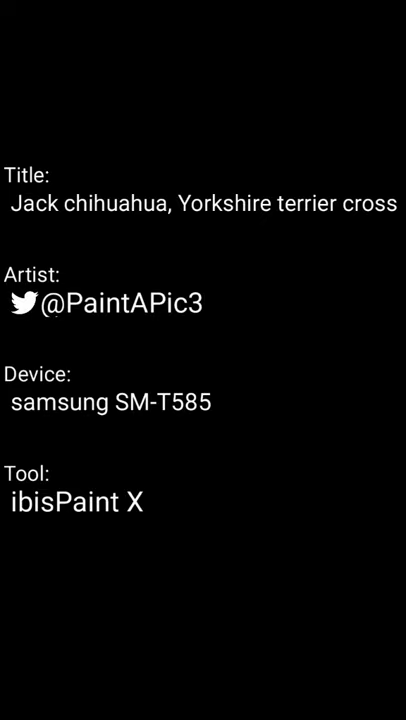 Title:
Jack chihuahua, Yorkshire terrier cross
Artist:
@PaintAPic3
Device:
samsung SM-T585
Tool:
ibisPaint X